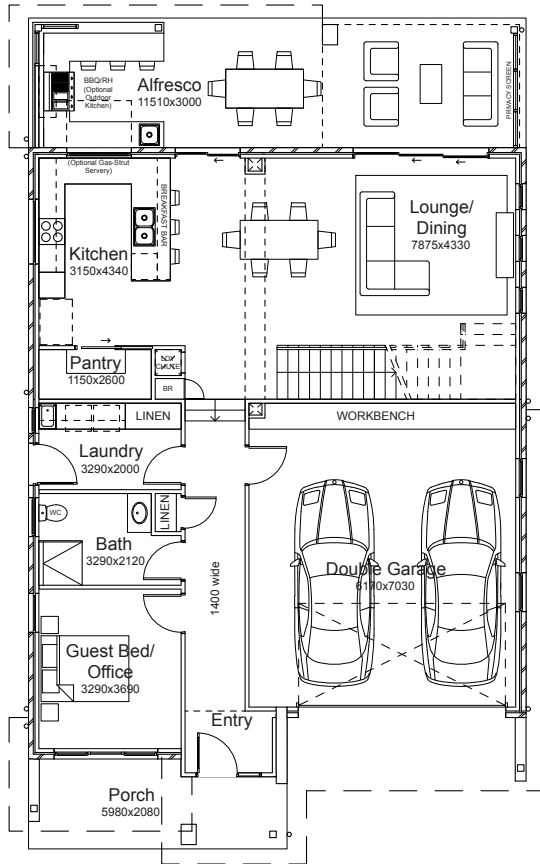 BBQ/RH
(Optional
Outdoor
Kitchen)
Alfresco
11510x3000
PRIVACY SCREEN
(Optional Gas-Strut
Servery)
BREAKFAST BAR
Kitchen
3150x4340
Lounge/
Dining
7875x4330
Pantry
1150x2600
CHUTE
BR
LINEN
WORKBENCH
Laundry
3290x2000
WC
LINEN
Bath
3290x2120
1400 wide
Double Garage
6170x7030
Guest Bed/
Office
3290x3690
Entry
Porch
5980x2080